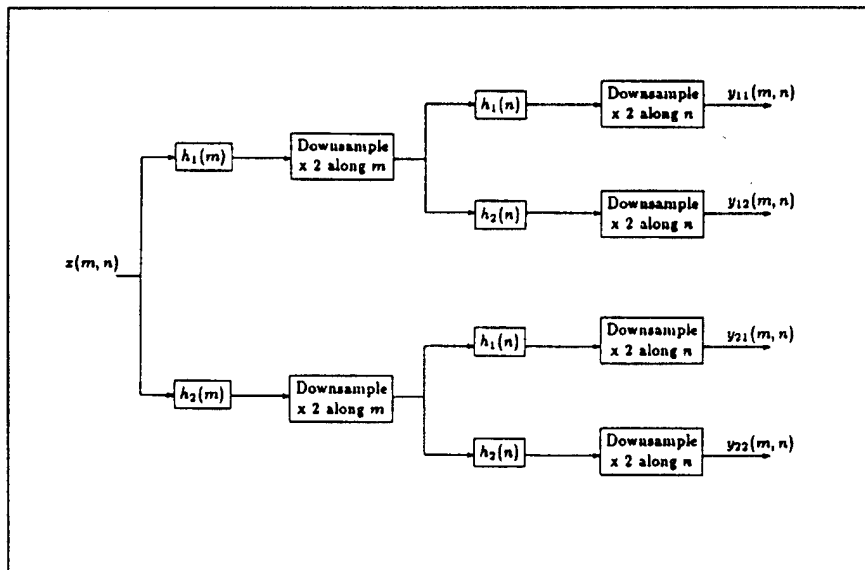 h₁(n)
Downsample
x 2 along n
y₁₁(m, n)
h₁(m)
Downsample
x 2 along m
h₂(n)
Downsample
x 2 along n
y₁₂(m, n)
z(m, n)
h₁(n)
Downsample
x 2 along n
y₂₁(m, n)
h₂(m)
Downsample
x 2 along m
h₂(n)
Downsample
x 2 along n
y₂₂(m, n)